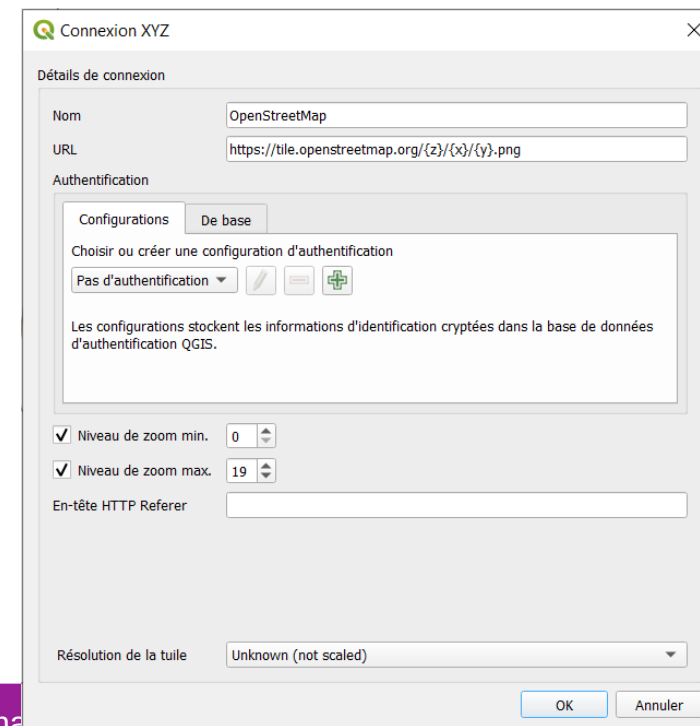 Connexion XYZ
Détails de connexion
Nom
OpenStreetMap
URL
https://tile.openstreetmap.org/{z}/{x}/{y}.png
Authentification
Configurations
De base
Choisir ou créer une configuration d'authentification
Pas d'authentification
Les configurations stockent les informations d'identification cryptées dans la base de données
d'authentification QGIS.
Niveau de zoom min.
0
Niveau de zoom max.
19
En-tête HTTP Referer
Résolution de la tuile
Unknown (not scaled)
OK
Annuler